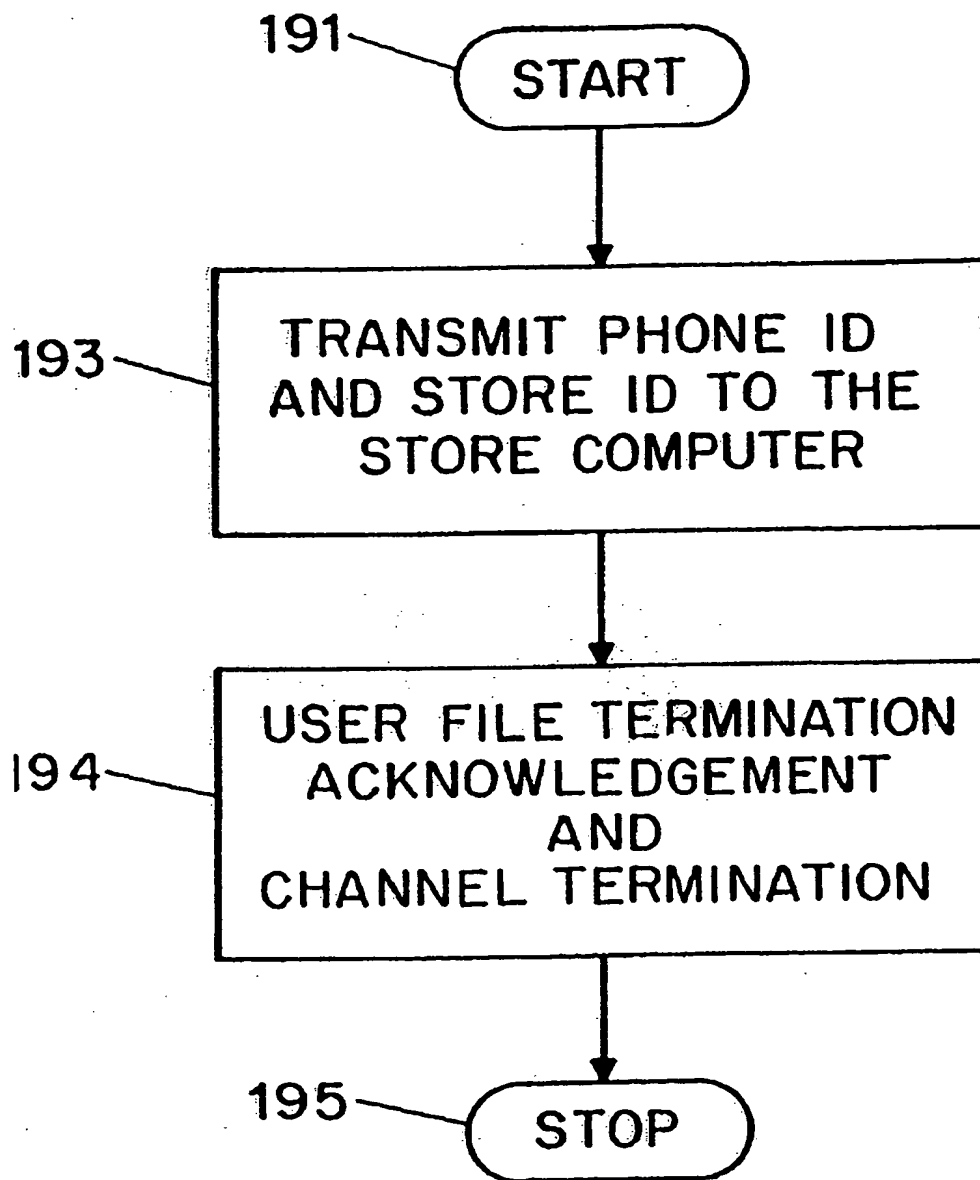 191
START
193
TRANSMIT PHONE ID
AND STORE ID TO THE
STORE COMPUTER
194
USER FILE TERMINATION
ACKNOWLEDGEMENT
AND
CHANNEL TERMINATION
195
STOP